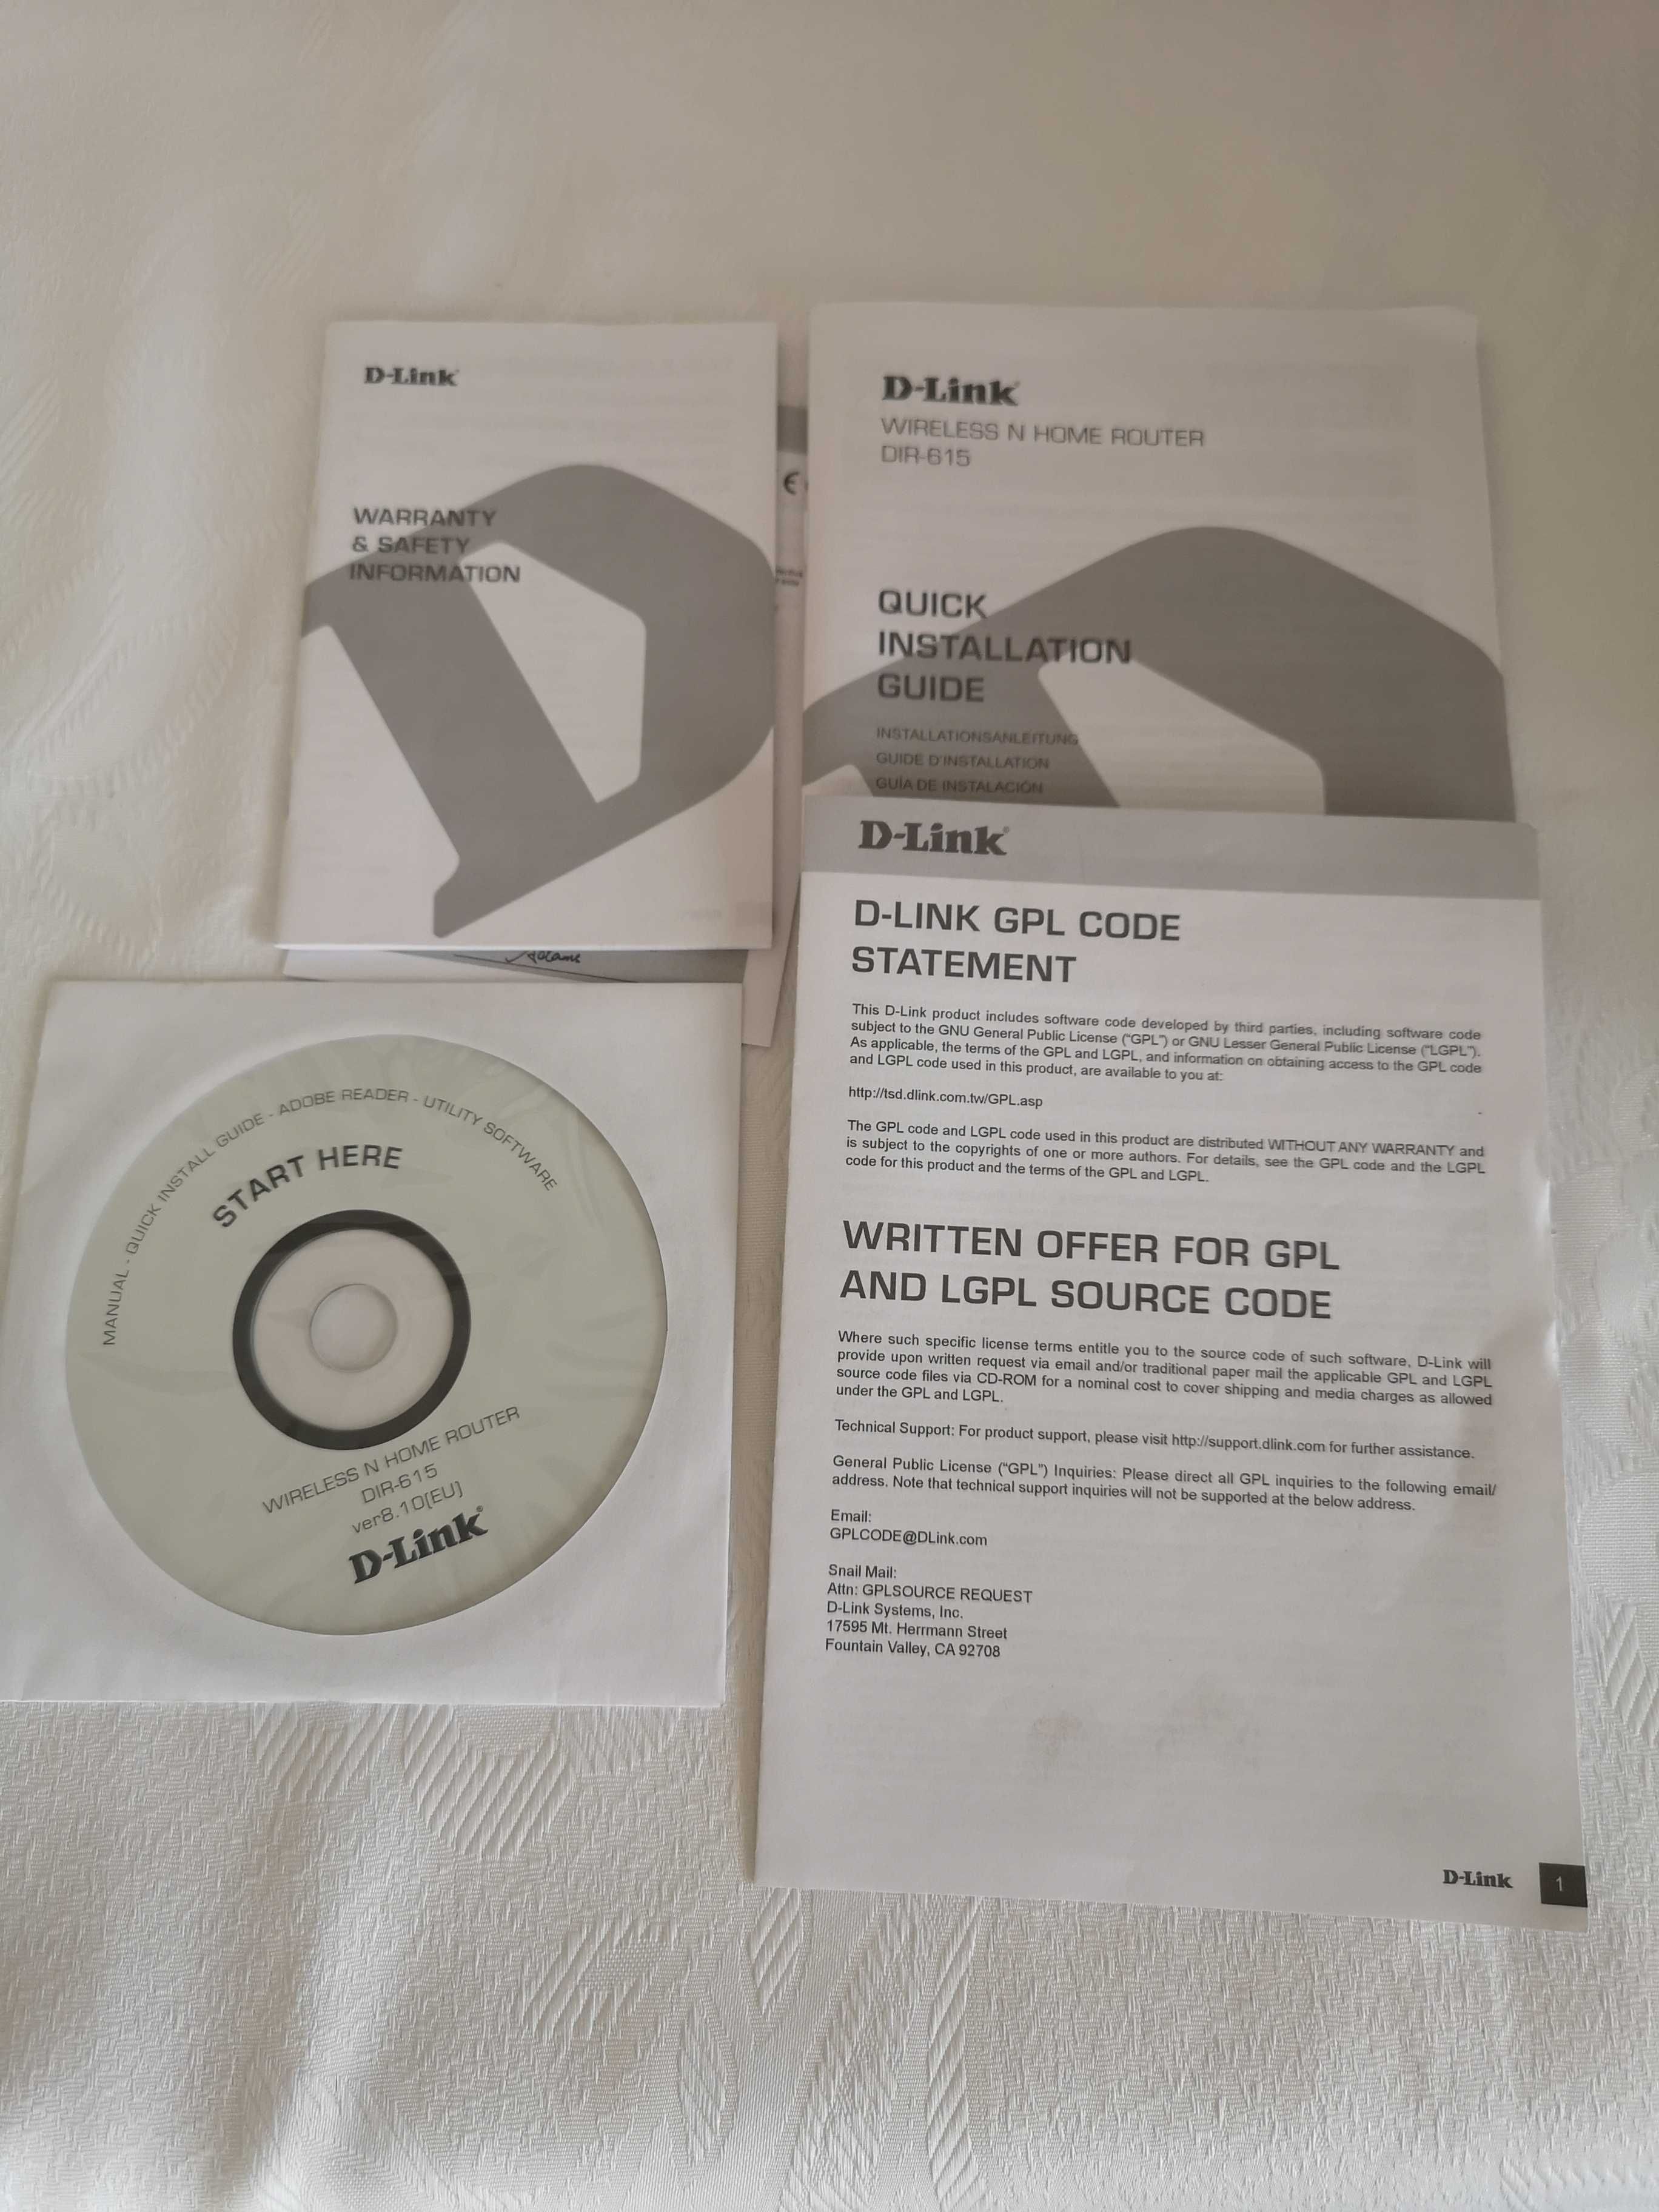 D-Link
WARRANTY
& SAFETY
INFORMATION
D-Link
WIRELESS N HOME ROUTER
DIR-615
QUICK
INSTALLATION
GUIDE
INSTALLATIONSANLEITUNG
GUIDE D'INSTALLATION
GUÍA DE INSTALACIÓN
CE
MANUAL - QUICK INSTALL GUIDE - ADOBE READER - UTILITY SOFTWARE
START HERE
WIRELESS N HOME ROUTER
DIR-615
ver8.10(EU)
D-Link
D-Link
D-LINK GPL CODE
STATEMENT
This D-Link product includes software code developed by third parties, including software code
subject to the GNU General Public License (“GPL”) or GNU Lesser General Public License (“LGPL”).
As applicable, the terms of the GPL and LGPL, and information on obtaining access to the GPL code
and LGPL code used in this product, are available to you at:
http://tsd.dlink.com.tw/GPL.asp
The GPL code and LGPL code used in this product are distributed WITHOUT ANY WARRANTY and
is subject to the copyrights of one or more authors. For details, see the GPL code and the LGPL
code for this product and the terms of the GPL and LGPL.
WRITTEN OFFER FOR GPL
AND LGPL SOURCE CODE
Where such specific license terms entitle you to the source code of such software, D-Link will
provide upon written request via email and/or traditional paper mail the applicable GPL and LGPL
source code files via CD-ROM for a nominal cost to cover shipping and media charges as allowed
under the GPL and LGPL.
Technical Support: For product support, please visit http://support.dlink.com for further assistance.
General Public License (“GPL”) Inquiries: Please direct all GPL inquiries to the following email/
address. Note that technical support inquiries will not be supported at the below address.
Email:
GPLCODE@DLink.com
Snail Mail:
Attn: GPLSOURCE REQUEST
D-Link Systems, Inc.
17595 Mt. Herrmann Street
Fountain Valley, CA 92708
D-Link 1